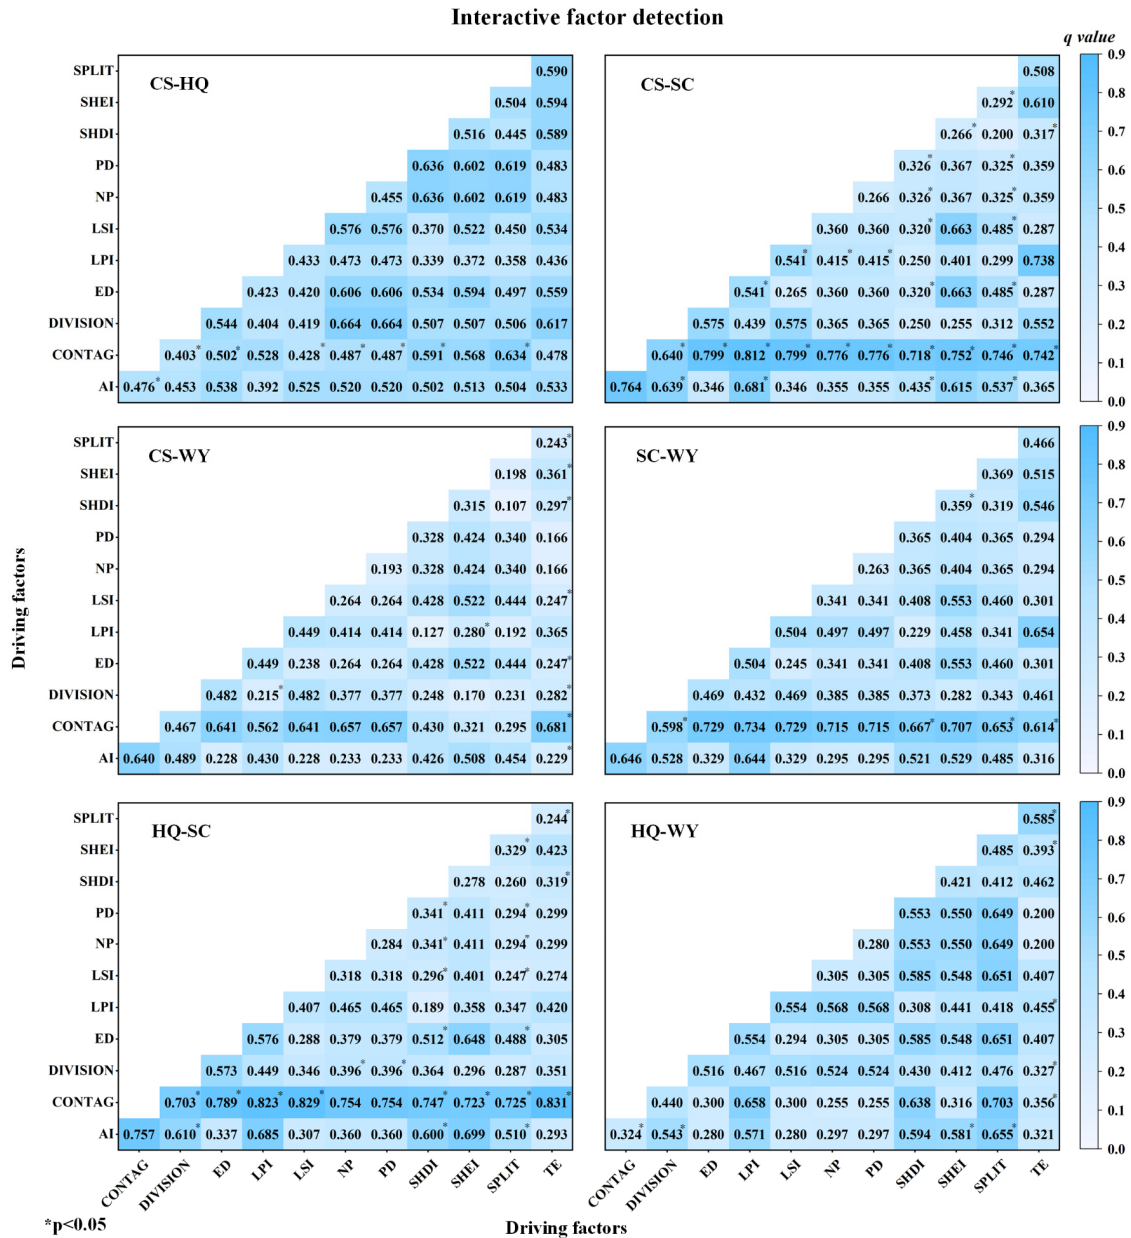 Interactive factor detection
q value
CS-HQ
SPLIT 0.590
SHEI 0.504 0.594
SHDI 0.516 0.445 0.589
PD 0.636 0.602 0.619 0.483
NP 0.455 0.636 0.602 0.619 0.483
LSI 0.576 0.576 0.370 0.522 0.450 0.534
LPI 0.433 0.473 0.473 0.339 0.372 0.358 0.436
ED 0.423 0.420 0.606 0.606 0.534 0.594 0.497 0.559
DIVISION 0.544 0.404 0.419 0.664 0.664 0.507 0.507 0.506 0.617
CONTAG 0.403* 0.502* 0.528 0.428* 0.487* 0.487* 0.591* 0.568 0.634* 0.478
AI 0.476* 0.453 0.538 0.392 0.525 0.520 0.520 0.502 0.513 0.504 0.533
CS-SC
0.508
0.292* 0.610
0.266* 0.200 0.317*
0.326* 0.367 0.325* 0.359
0.266 0.326* 0.367 0.325* 0.359
0.360 0.360 0.320* 0.663 0.485* 0.287
0.541* 0.415* 0.415* 0.250 0.401 0.299 0.738
0.541* 0.265 0.360 0.360 0.320* 0.663 0.485* 0.287
0.575 0.439 0.575 0.365 0.365 0.250 0.255 0.312 0.552
0.640* 0.799* 0.812* 0.799* 0.776* 0.776* 0.718* 0.752* 0.746* 0.742*
0.764 0.639* 0.346 0.681* 0.346 0.355 0.355 0.435* 0.615 0.537* 0.365
0.9
0.8
0.7
0.6
0.5
0.4
0.3
0.2
0.1
0.0
CS-WY
SPLIT 0.243*
SHEI 0.198 0.361*
SHDI 0.315 0.107 0.297*
PD 0.328 0.424 0.340 0.166
NP 0.193 0.328 0.424 0.340 0.166
LSI 0.264 0.264 0.428 0.522 0.444 0.247*
LPI 0.449 0.414 0.414 0.127 0.280* 0.192 0.365
ED 0.449 0.238 0.264 0.264 0.428 0.522 0.444 0.247*
DIVISION 0.482 0.215* 0.482 0.377 0.377 0.248 0.170 0.231 0.282*
CONTAG 0.467 0.641 0.562 0.641 0.657 0.657 0.430 0.321 0.295 0.681*
AI 0.640 0.489 0.228 0.430 0.228 0.233 0.233 0.426 0.508 0.454 0.229*
SC-WY
0.466
0.369 0.515
0.359* 0.319 0.546
0.365 0.404 0.365 0.294
0.263 0.365 0.404 0.365 0.294
0.341 0.341 0.408 0.553 0.460 0.301
0.504 0.497 0.497 0.229 0.458 0.341 0.654
0.504 0.245 0.341 0.341 0.408 0.553 0.460 0.301
0.469 0.432 0.469 0.385 0.385 0.373 0.282 0.343 0.461
0.598* 0.729 0.734 0.729 0.715 0.715 0.667* 0.707 0.653* 0.614*
0.646 0.528 0.329 0.644 0.329 0.295 0.295 0.521 0.529 0.485 0.316
0.9
0.8
0.7
0.6
0.5
0.4
0.3
0.2
0.1
0.0
HQ-SC
SPLIT 0.244*
SHEI 0.329* 0.423
SHDI 0.278 0.260 0.319*
PD 0.341* 0.411 0.294* 0.299
NP 0.284 0.341* 0.411 0.294* 0.299
LSI 0.318 0.318 0.296* 0.401 0.247* 0.274
LPI 0.407 0.465 0.465 0.189 0.358 0.347 0.420
ED 0.576 0.288 0.379 0.379 0.512* 0.648 0.488* 0.305
DIVISION 0.573 0.449 0.346 0.396* 0.396* 0.364 0.296 0.287 0.351
CONTAG 0.703* 0.789* 0.823* 0.829* 0.754 0.754 0.747* 0.723* 0.725* 0.831*
AI 0.757 0.610* 0.337 0.685 0.307 0.360 0.360 0.600* 0.699 0.510* 0.293
HQ-WY
0.585*
0.485 0.393*
0.421 0.412 0.462
0.553 0.550 0.649 0.200
0.280 0.553 0.550 0.649 0.200
0.305 0.305 0.585 0.548 0.651 0.407
0.554 0.568 0.568 0.308 0.441 0.418 0.455*
0.554 0.294 0.305 0.305 0.585 0.548 0.651 0.407
0.516 0.467 0.516 0.524 0.524 0.430 0.412 0.476 0.327*
0.440 0.300 0.658 0.300 0.255 0.255 0.638 0.316 0.703 0.356*
0.324* 0.543* 0.280 0.571 0.280 0.297 0.297 0.594 0.581* 0.655* 0.321
0.9
0.8
0.7
0.6
0.5
0.4
0.3
0.2
0.1
0.0
CONTAG DIVISION ED LPI LSI NP PD SHDI SHEI SPLIT TE
CONTAG DIVISION ED LPI LSI NP PD SHDI SHEI SPLIT TE
Driving factors
Driving factors
*p<0.05